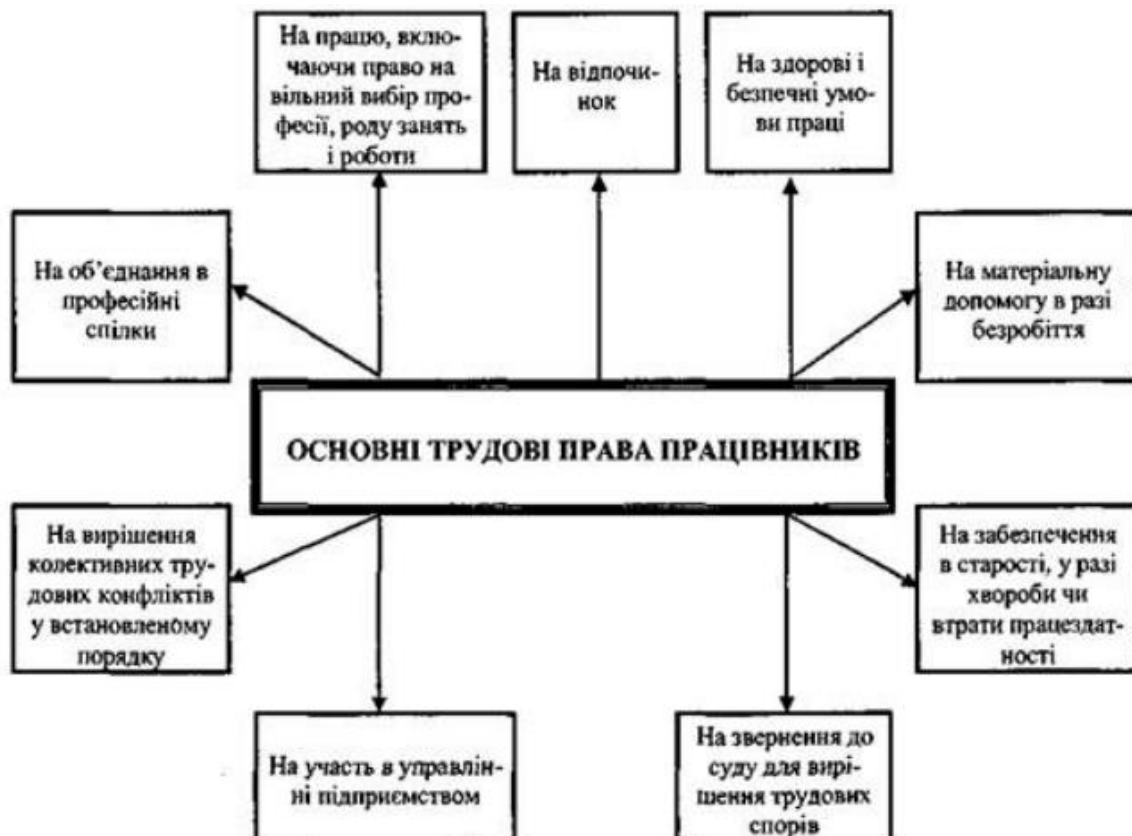 На працю, вклю-
чаючи право на
вільний вибір про-
фесії, роду занять
і роботи
На відпочи-
нок
На здорові і
безпечні умо-
ви праці
На об’єднання в
професійні
спілки
На матеріальну
допомогу в разі
безробіття
ОСНОВНІ ТРУДОВІ ПРАВА ПРАЦІВНИКІВ
На вирішення
колективних тру-
дових конфліктів
у встановленому
порядку
На забезпечення
в старості, у разі
хвороби чи
втрати працездат-
ності
На участь в управлін-
ні підприємством
На звернення до
суду для вирі-
шення трудових
спорів